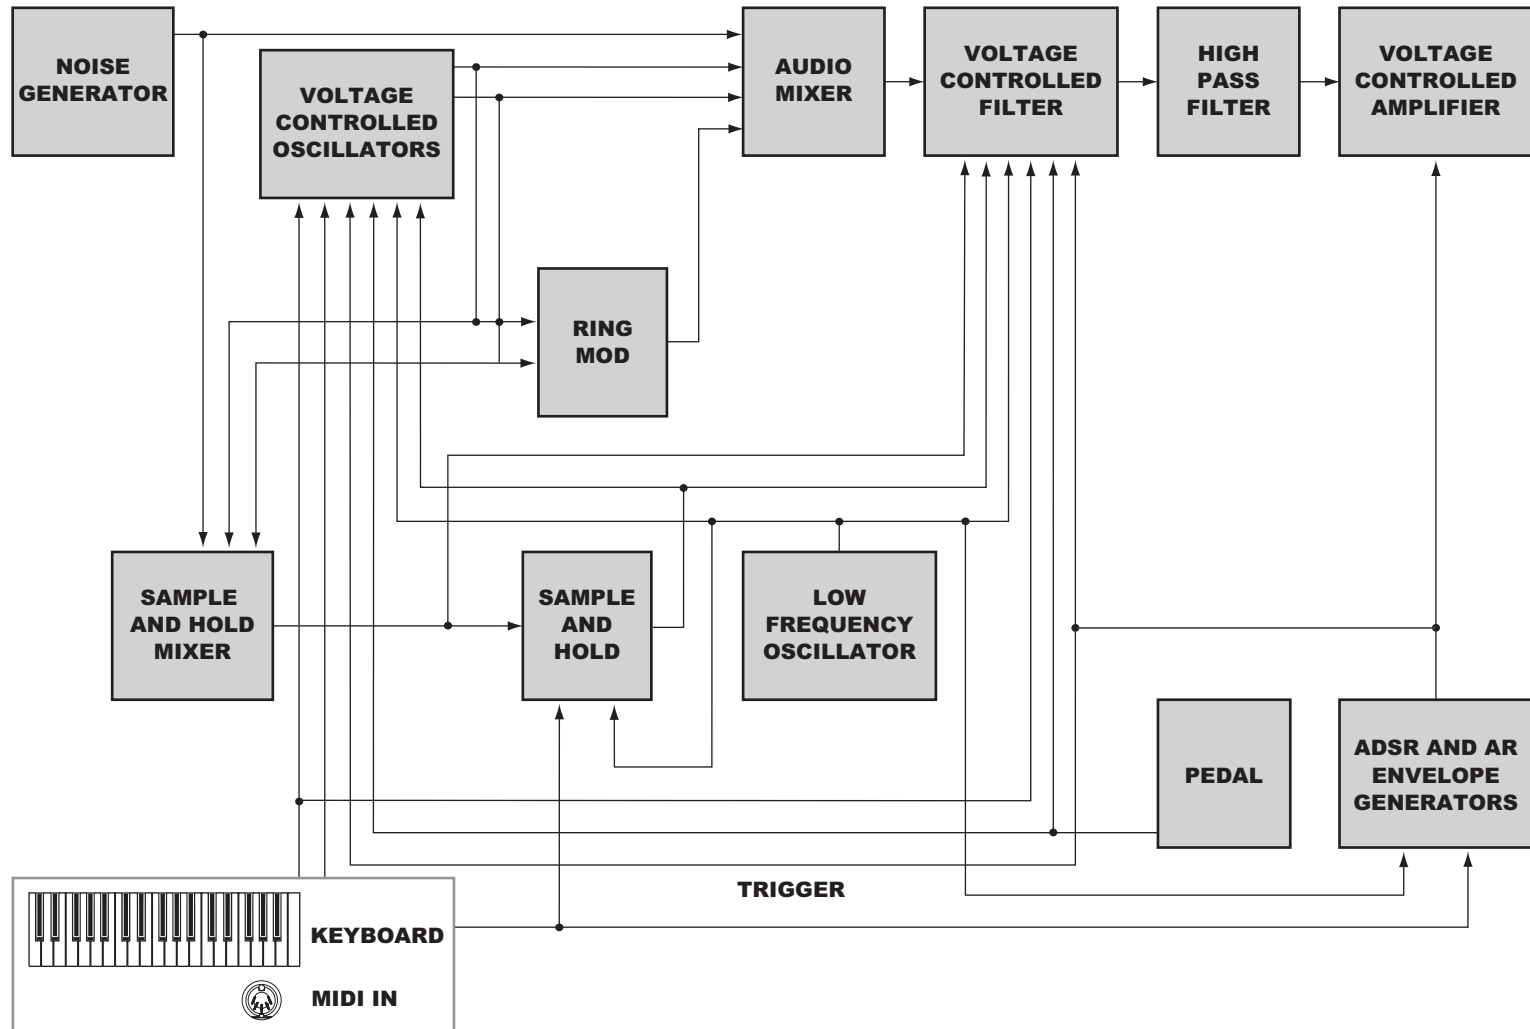 NOISE
GENERATOR
VOLTAGE
CONTROLLED
OSCILLATORS
AUDIO
MIXER
VOLTAGE
CONTROLLED
FILTER
HIGH
PASS
FILTER
VOLTAGE
CONTROLLED
AMPLIFIER
RING
MOD
SAMPLE
AND HOLD
MIXER
SAMPLE
AND
HOLD
LOW
FREQUENCY
OSCILLATOR
PEDAL
ADSR AND AR
ENVELOPE
GENERATORS
TRIGGER
KEYBOARD
MIDI IN